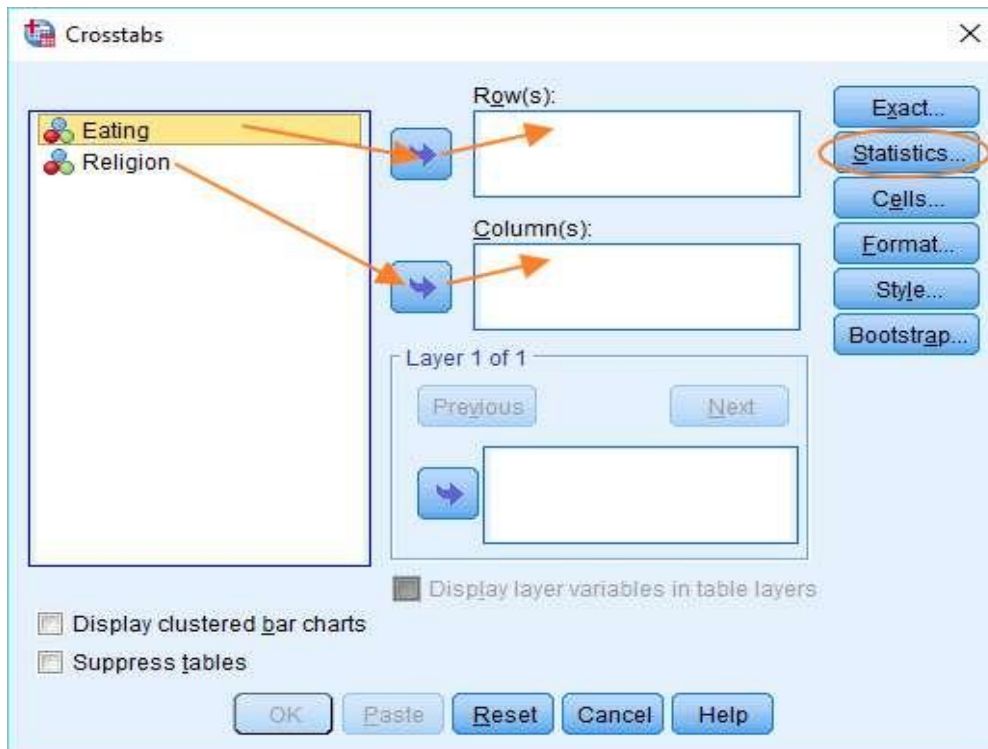 Crosstabs
Eating
Religion
Row(s):
Column(s):
Layer 1 of 1
Previous
Next
Display layer variables in table layers
Exact...
Statistics...
Cells...
Format...
Style...
Bootstrap...
Display clustered bar charts
Suppress tables
OK
Paste
Reset
Cancel
Help